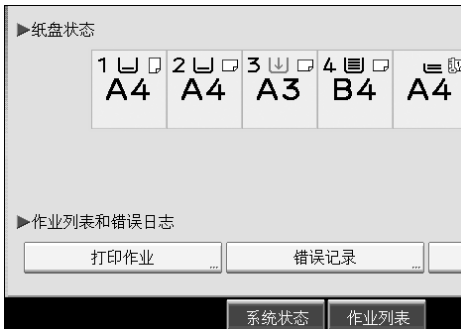 ▶纸盘状态
1 2 3 4
A4 A4 A3 B4 A4
▶作业列表和错误日志
打印作业 ... 错误记录 ...
系统状态 作业列表